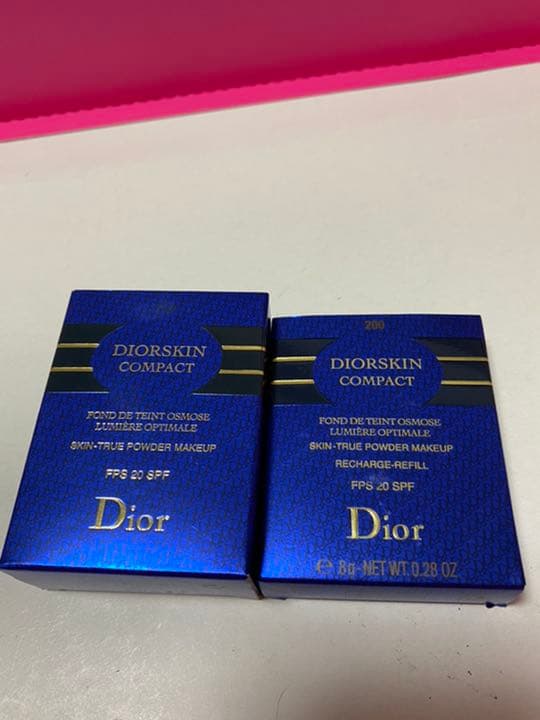 DIORSKIN
COMPACT
FOND DE TEINT OSMOSE
LUMIÈRE OPTIMALE
SKIN-TRUE POWDER MAKEUP
FPS 20 SPF
Dior
200
DIORSKIN
COMPACT
FOND DE TEINT OSMOSE
LUMIÈRE OPTIMALE
SKIN-TRUE POWDER MAKEUP
RECHARGE-REFILL
FPS 20 SPF
Dior
℮ 8g-NET WT. 0.28 OZ